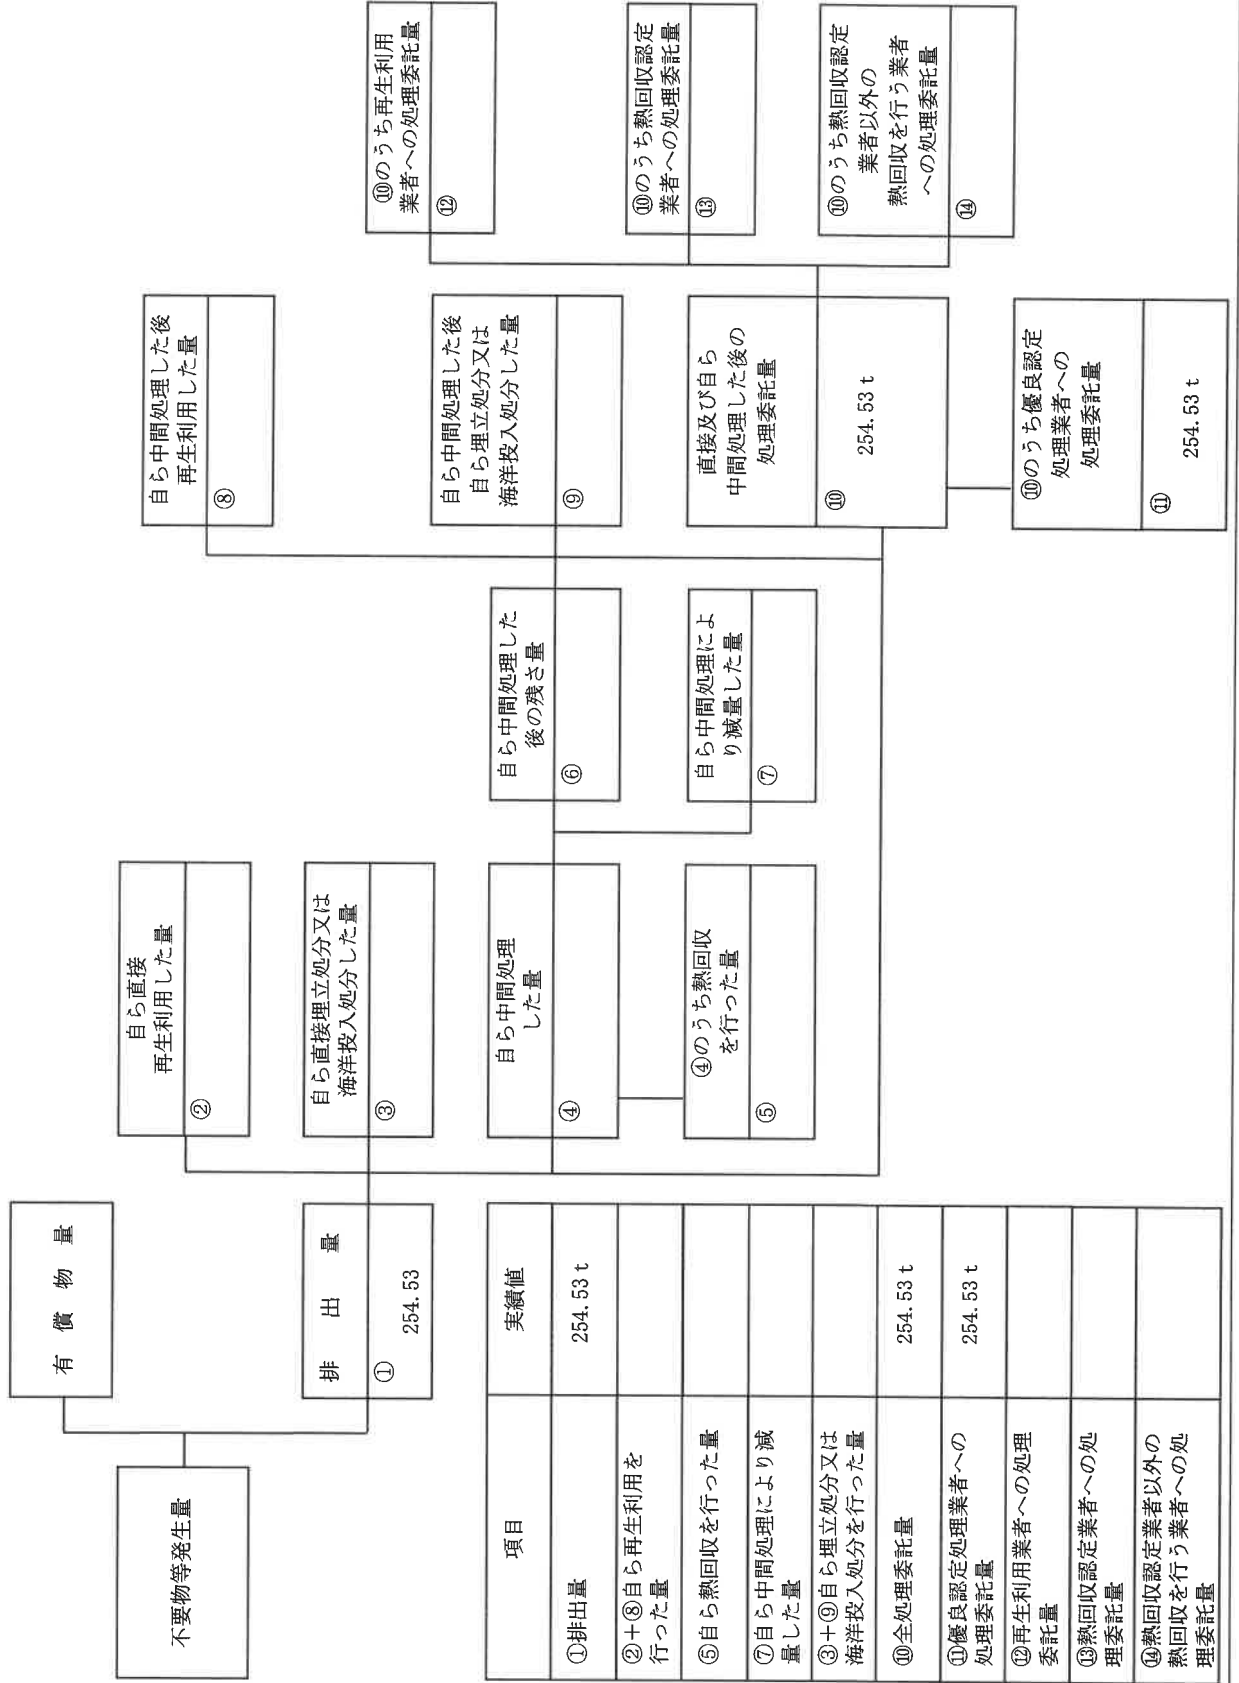 不要物等発生量
有償物量
排出量
①
254.53
自ら直接
再生利用した量
②
自ら直接埋立処分又は
海洋投入処分した量
③
自ら中間処理
した量
④
④のうち熱回収
を行った量
⑤
自ら中間処理した
後の残さ量
⑥
自ら中間処理によ
り減量した量
⑦
自ら中間処理した後
再生利用した量
⑧
自ら中間処理した後
自ら埋立処分又は
海洋投入処分した量
⑨
直接及び自ら
中間処理した後の
処理委託量
⑩
254.53 t
⑩のうち優良認定
処理業者への
処理委託量
⑪
254.53 t
⑩のうち再生利用
業者への処理委託量
⑫
⑩のうち熱回収認定
業者への処理委託量
⑬
⑩のうち熱回収認定
業者以外の
熱回収を行う業者
への処理委託量
⑭
項目
実績値
①排出量
254.53 t
②+⑧自ら再生利用を
行った量
⑤自ら熱回収を行った量
⑦自ら中間処理により減
量した量
③+⑨自ら埋立処分又は
海洋投入処分を行った量
⑩全処理委託量
254.53 t
⑪優良認定処理業者への
処理委託量
254.53 t
⑫再生利用業者への処理
委託量
⑬熱回収認定業者への処
理委託量
⑭熱回収認定業者以外の
熱回収を行う業者への処
理委託量